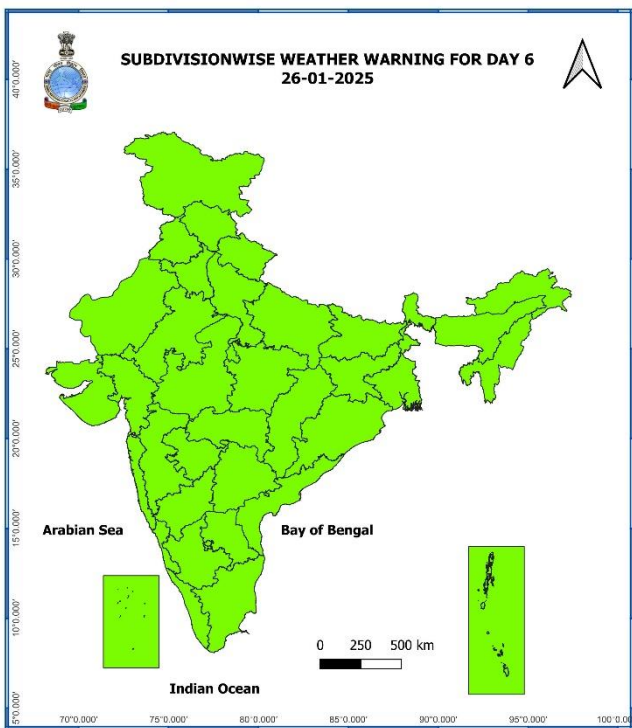 SUBDIVISIONWISE WEATHER WARNING FOR DAY 6
26-01-2025
40°0.000'
35°0.000'
30°0.000'
25°0.000'
20°0.000'
15°0.000'
10°0.000'
5°0.000'
Arabian Sea
Bay of Bengal
0 250 500 km
Indian Ocean
70°0.000' 75°0.000' 80°0.000' 85°0.000' 90°0.000' 95°0.000' 100°0.0